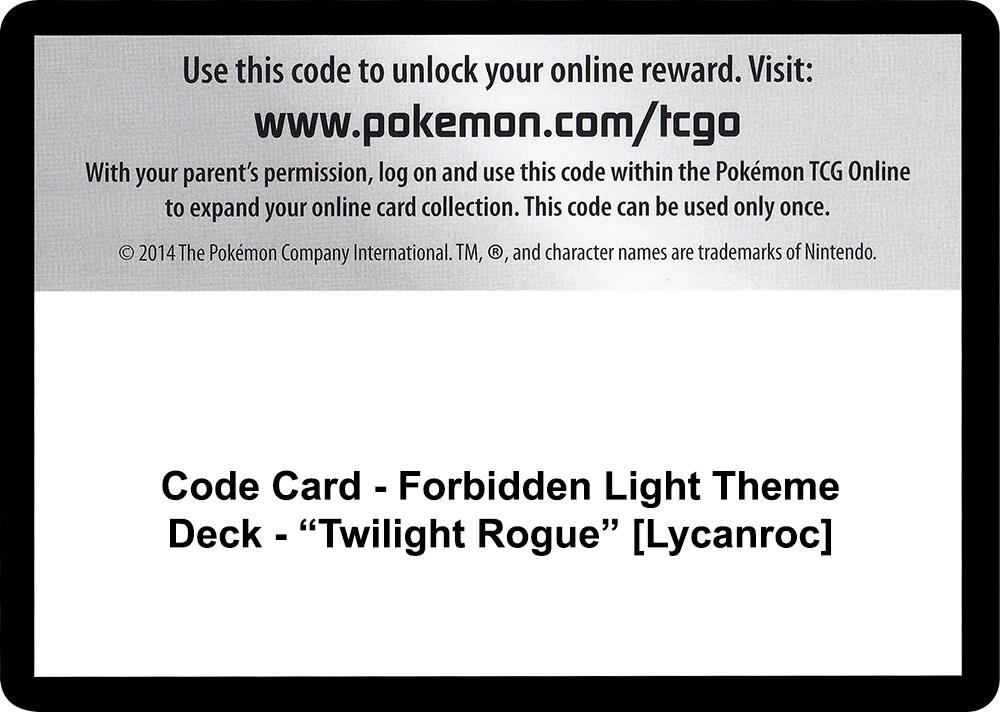 Use this code to unlock your online reward. Visit:
www.pokemon.com/tcgo
With your parent's permission, log on and use this code within the Pokémon TCG Online
to expand your online card collection. This code can be used only once.
© 2014 The Pokémon Company International. TM, ®, and character names are trademarks of Nintendo.
Code Card - Forbidden Light Theme
Deck - “Twilight Rogue” [Lycanroc]